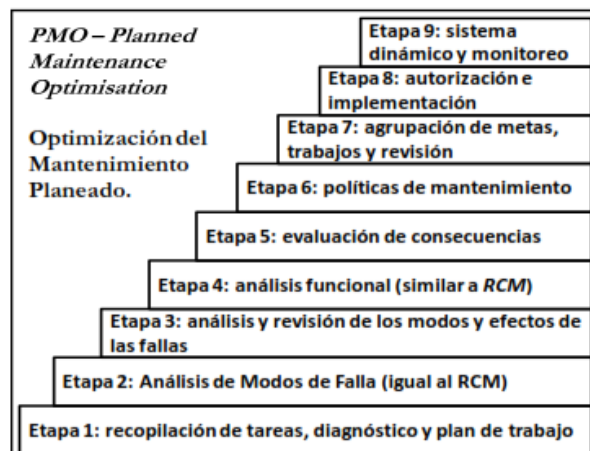 PMO – Planned
Maintenance
Optimisation
Optimización del
Mantenimiento
Planeado.
Etapa 9: sistema
dinámico y monitoreo
Etapa 8: autorización e
implementación
Etapa 7: agrupación de metas,
trabajos y revisión
Etapa 6: políticas de mantenimiento
Etapa 5: evaluación de consecuencias
Etapa 4: análisis funcional (similar a RCM)
Etapa 3: análisis y revisión de los modos y efectos de
las fallas
Etapa 2: Análisis de Modos de Falla (igual al RCM)
Etapa 1: recopilación de tareas, diagnóstico y plan de trabajo